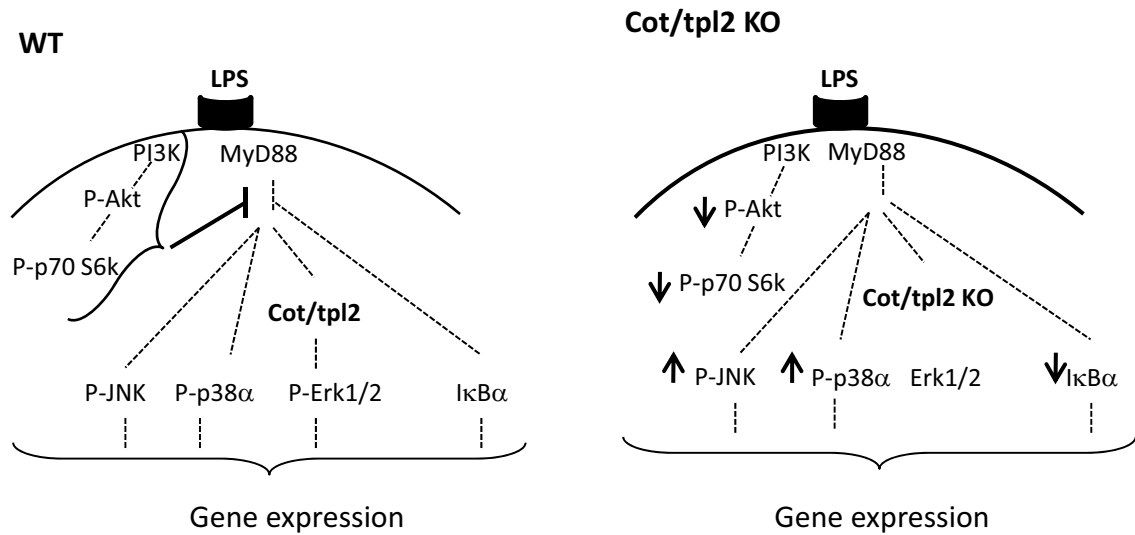 WT
LPS
PI3K MyD88
P-Akt
P-p70 S6k
Cot/tpl2
P-JNK P-p38α P-Erk1/2 IκBα
Gene expression
Cot/tpl2 KO
LPS
PI3K MyD88
P-Akt
P-p70 S6k
Cot/tpl2 KO
P-JNK P-p38α Erk1/2 IκBα
Gene expression